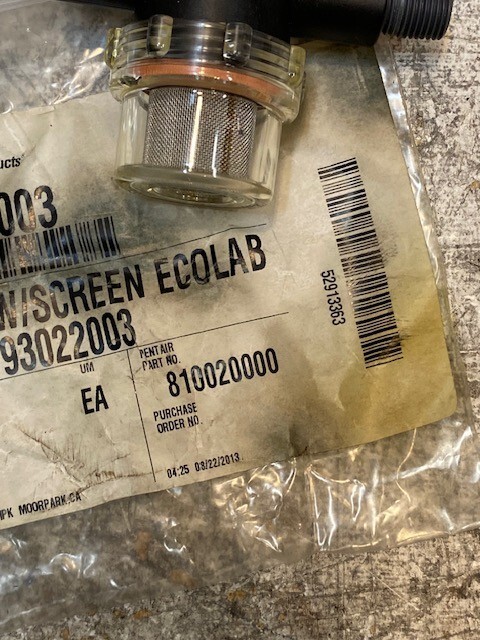 ucts
003
W/SCREEN ECOLAB
93022003
UM
EA
PENTAIR
PART NO.
810020000
PURCHASE
ORDER NO.
04:25 08/22/2013
MOORPARK.CA
52913363